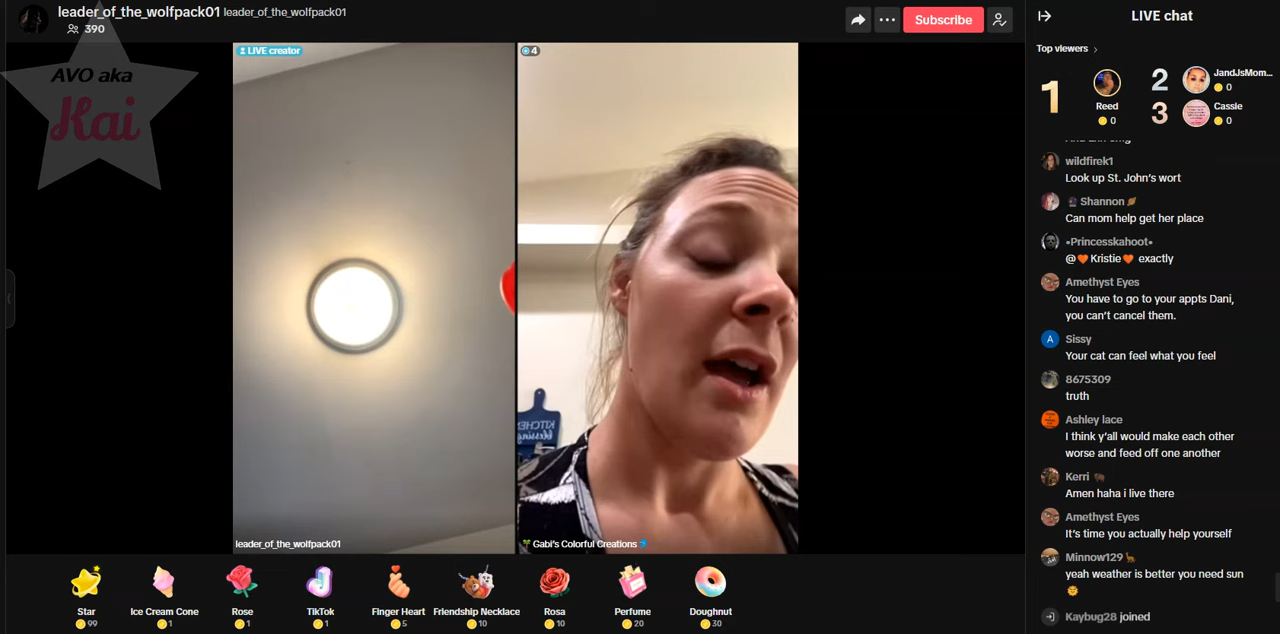 leader_of_the_wolfpack01 leader_of_the_wolfpack01
390
Subscribe
AVO aka
Kai
LIVE creator
4
KITCHEN
blessings
leader_of_the_wolfpack01
Gabi's Colorful Creations
Star
99
Ice Cream Cone
1
Rose
1
TikTok
1
Finger Heart
5
Friendship Necklace
10
Rosa
10
Perfume
20
Doughnut
30
LIVE chat
Top viewers
1
Reed
0
2
JandJsMom...
0
3
Cassie
0
wildfirek1
Look up St. John's wort
Shannon
Can mom help get her place
•Princesskahoot•
@🧡Kristie🧡 exactly
Amethyst Eyes
You have to go to your appts Dani,
you can't cancel them.
A
Sissy
Your cat can feel what you feel
8675309
truth
Ashley lace
I think y'all would make each other
worse and feed off one another
Kerri
Amen haha i live there
Amethyst Eyes
It's time you actually help yourself
Minnow129
yeah weather is better you need sun
🌞
Kaybug28 joined